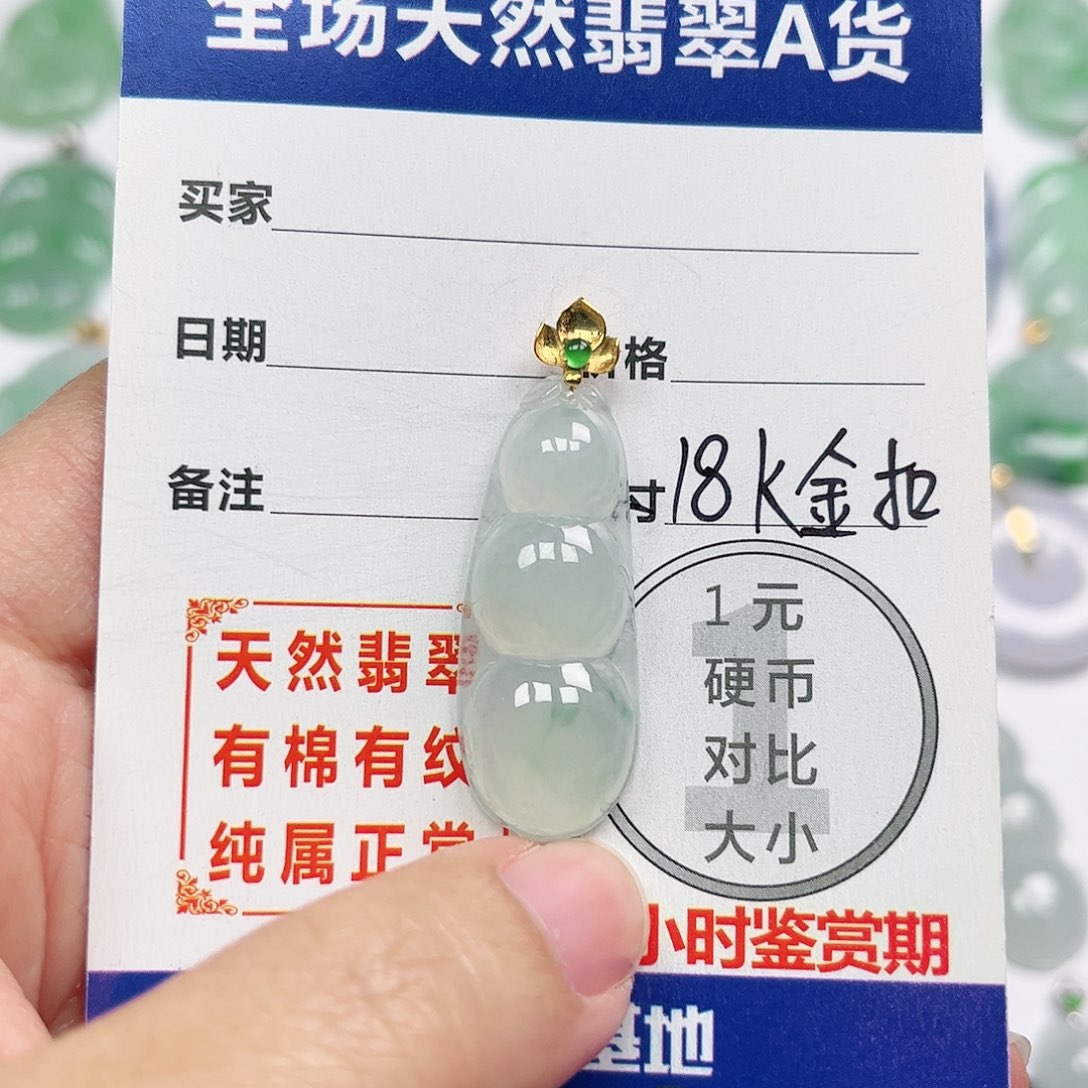 全场天然翡翠A货
买家
日期
格
备注
寸 18K金扣
天然翡翠
有棉有纹
纯属正常
1元
硬币
对比
大小
小时鉴赏期
基地